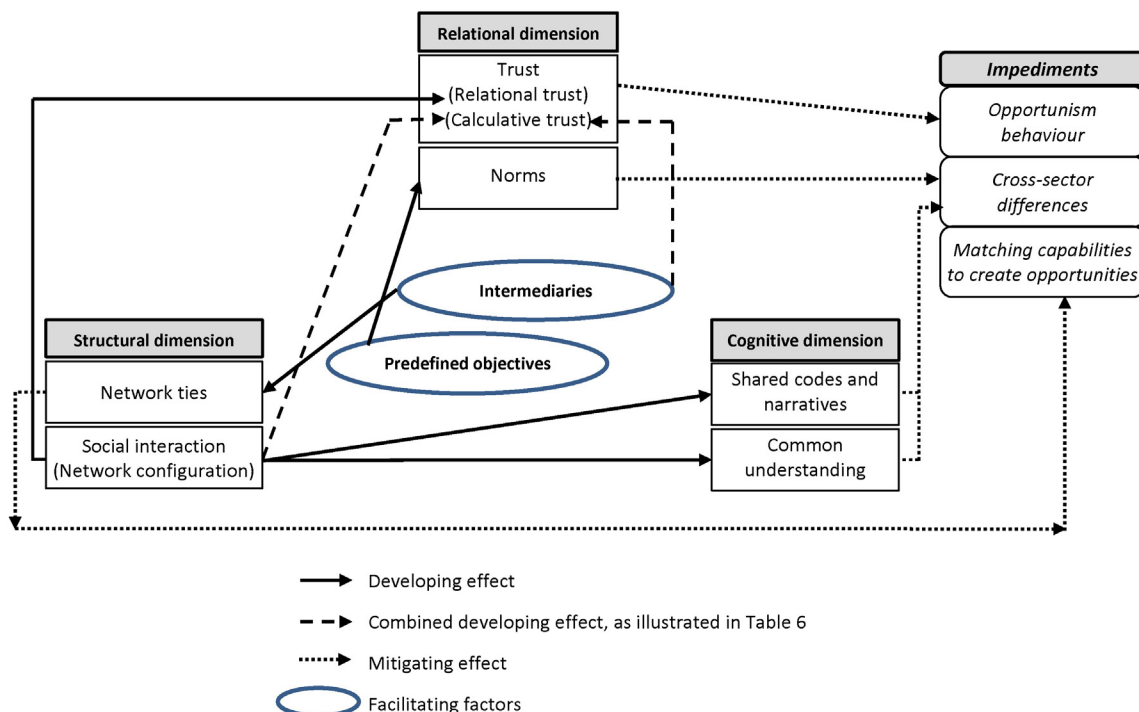 Relational dimension
Trust
(Relational trust)
(Calculative trust)
Norms
Impediments
Opportunism
behaviour
Cross-sector
differences
Matching capabilities
to create opportunities
Intermediaries
Predefined objectives
Structural dimension
Network ties
Social interaction
(Network configuration)
Cognitive dimension
Shared codes and
narratives
Common
understanding
Developing effect
Combined developing effect, as illustrated in Table 6
Mitigating effect
Facilitating factors